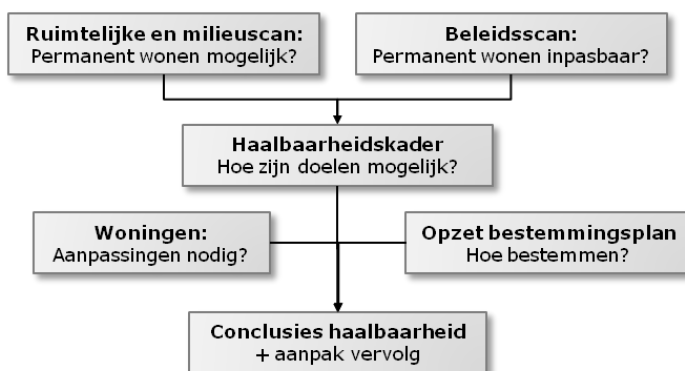 Ruimtelijke en milieuscan:
Permanent wonen mogelijk?
Beleidsscan:
Permanent wonen inpasbaar?
Haalbaarheidskader
Hoe zijn doelen mogelijk?
Woningen:
Aanpassingen nodig?
Opzet bestemmingsplan
Hoe bestemmen?
Conclusies haalbaarheid
+ aanpak vervolg